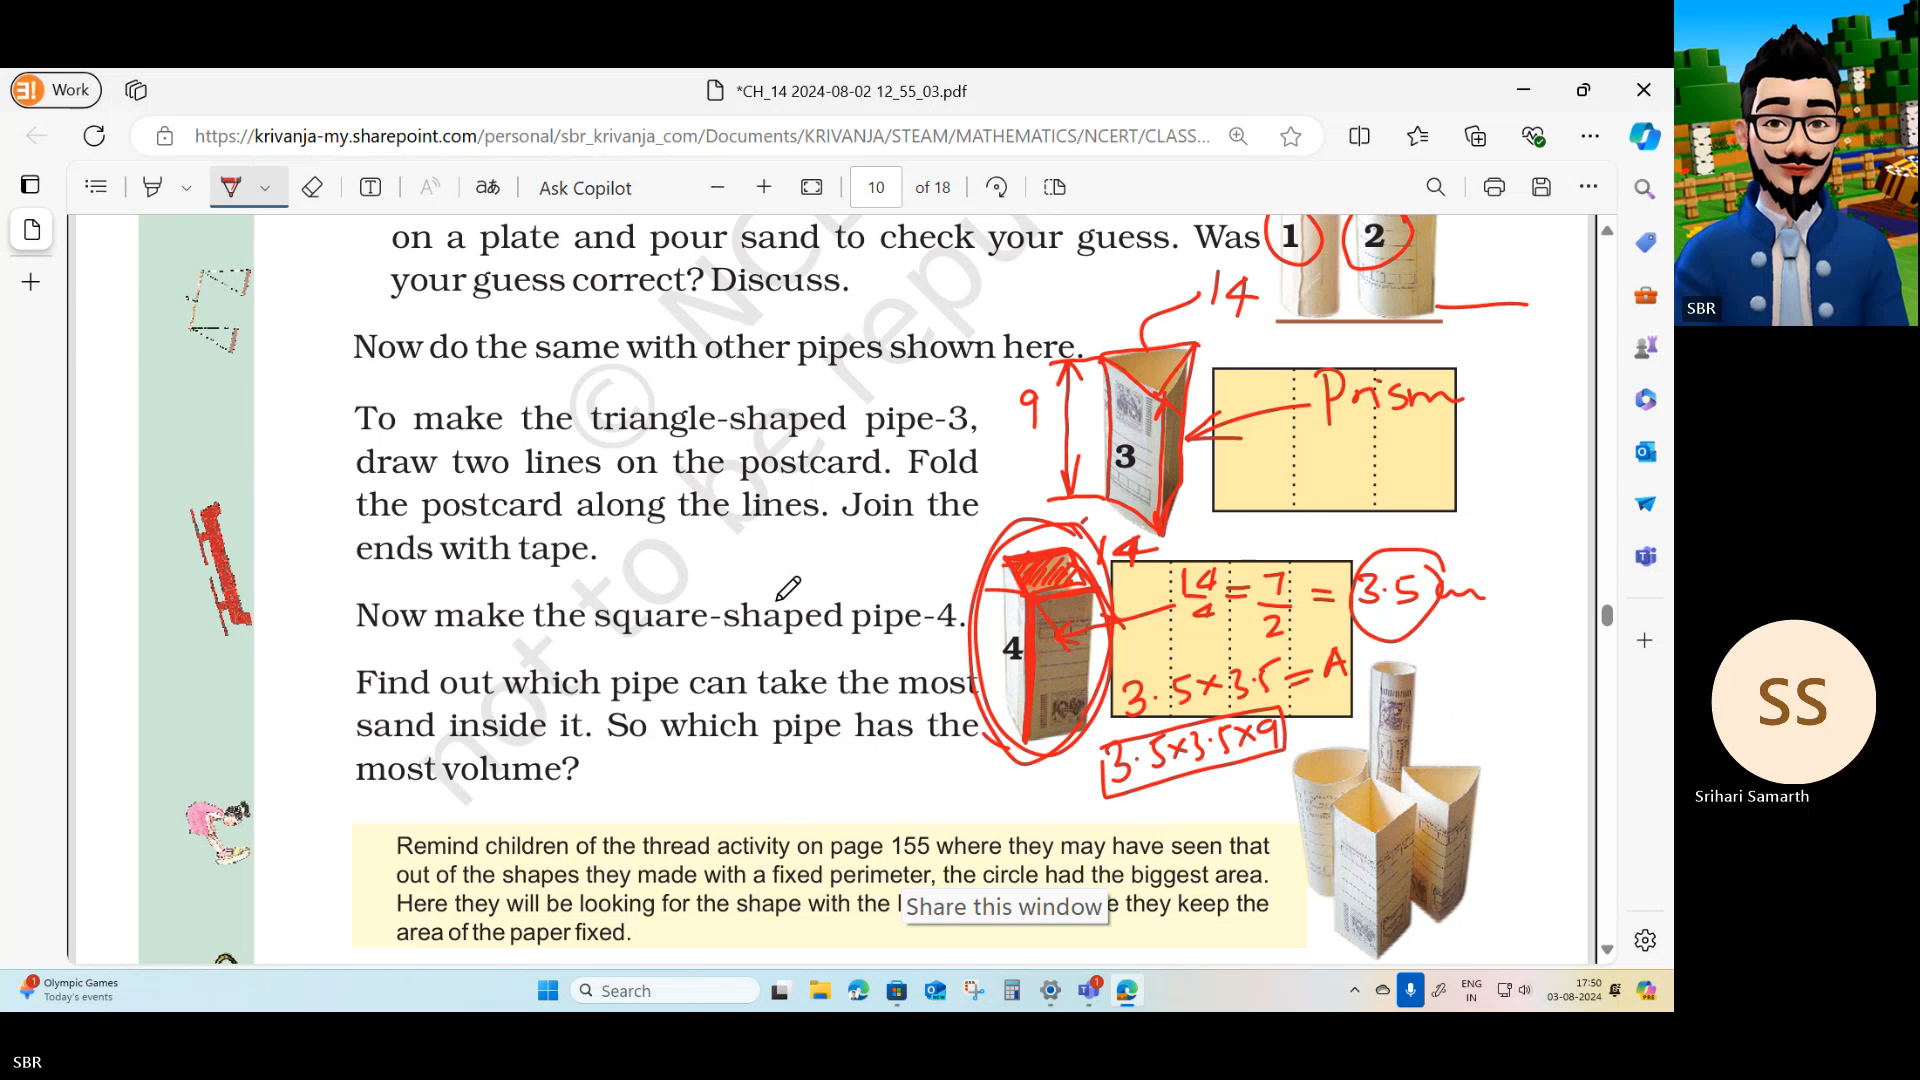 Work
*CH_14 2024-08-02 12_55_03.pdf
https://krivanja-my.sharepoint.com/personal/sbr_krivanja_com/Documents/KRIVANJA/STEAM/MATHEMATICS/NCERT/CLASS...
Ask Copilot
10 of 18
on a plate and pour sand to check your guess. Was
your guess correct? Discuss.
1 2
14
Now do the same with other pipes shown here.
9
Prism
3
To make the triangle-shaped pipe-3,
draw two lines on the postcard. Fold
the postcard along the lines. Join the
ends with tape.
14
14/4 = 7/2 = 3.5
Now make the square-shaped pipe-4.
4
3.5×3.5=A
3.5×3.5×9
Find out which pipe can take the most
sand inside it. So which pipe has the
most volume?
Remind children of the thread activity on page 155 where they may have seen that
out of the shapes they made with a fixed perimeter, the circle had the biggest area.
Here they will be looking for the shape with the
Share this window
they keep the
area of the paper fixed.
© NCE
not to be repu
SBR
SS
Srihari Samarth
1
Olympic Games
Today's events
Search
1
ENG
IN
17:50
03-08-2024
SBR